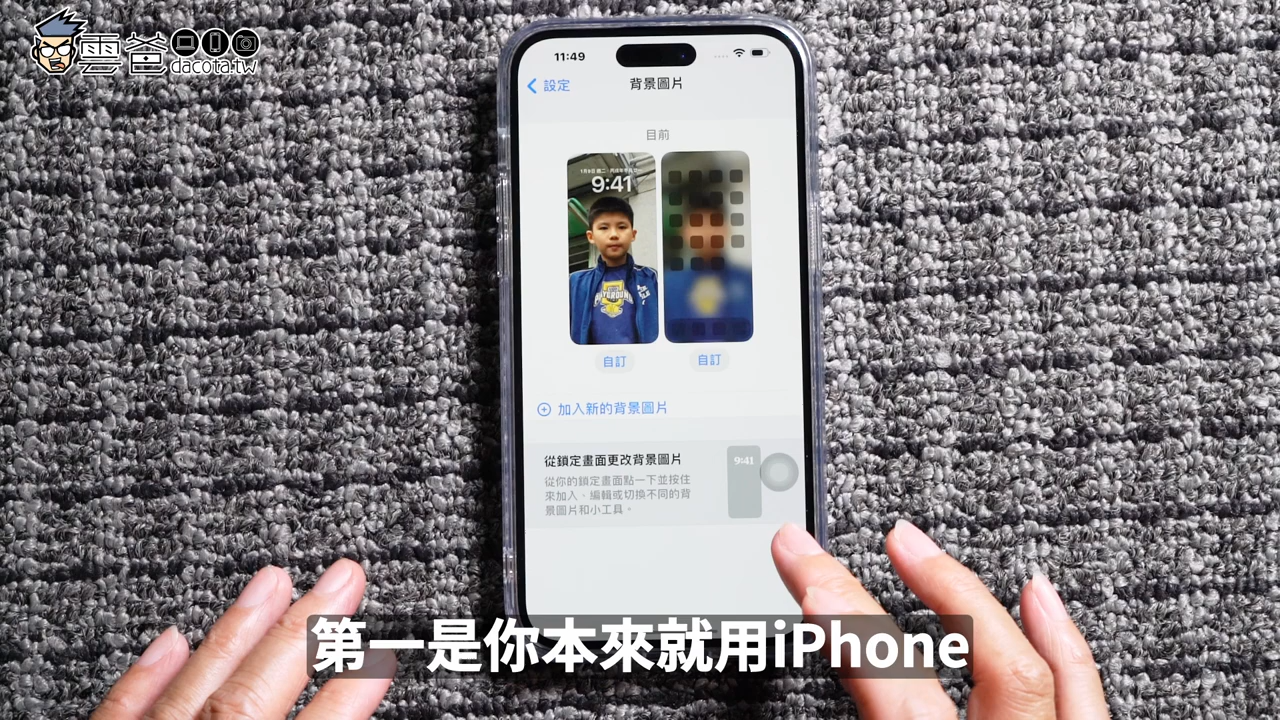 雲爸
dacota.tw
11:49
設定
背景圖片
目前
9:41
自訂
自訂
加入新的背景圖片
從鎖定畫面更改背景圖片
從你的鎖定畫面點一下並按住
來加入、編輯或切換不同的背
景圖片和小工具。
9:41
第一是你本來就用iPhone